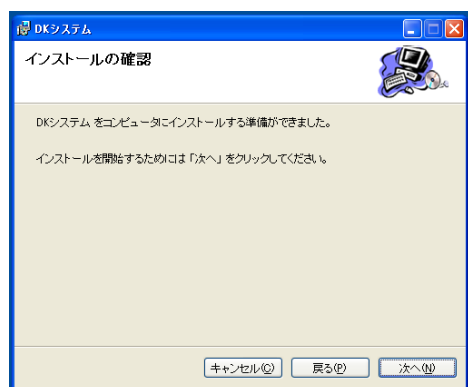 DKシステム
インストールの確認
DKシステム をコンピュータにインストールする準備ができました。
インストールを開始するためには「次へ」をクリックしてください。
キャンセル(C) 戻る(P) 次へ(N)